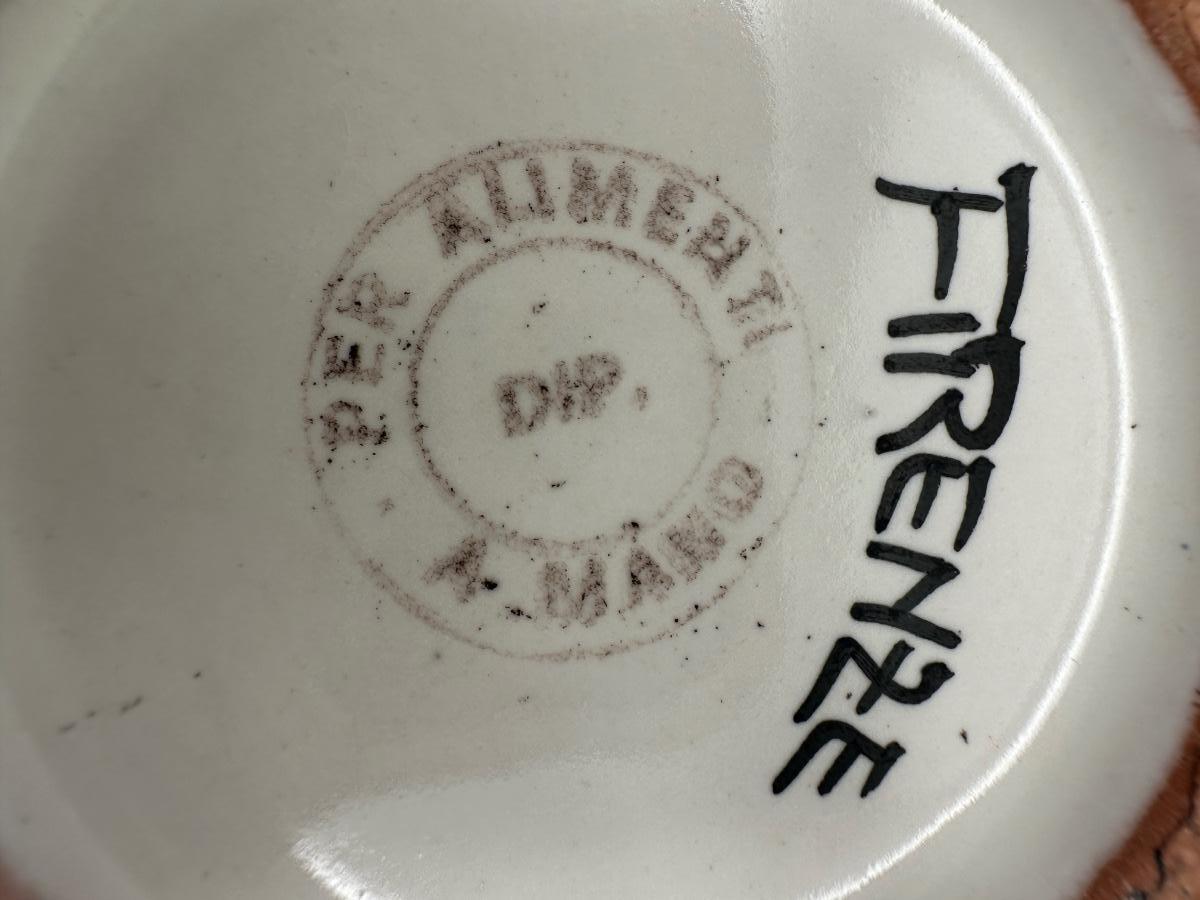 PER ALIMENTI
DIP.
A MANO
FIRENZE